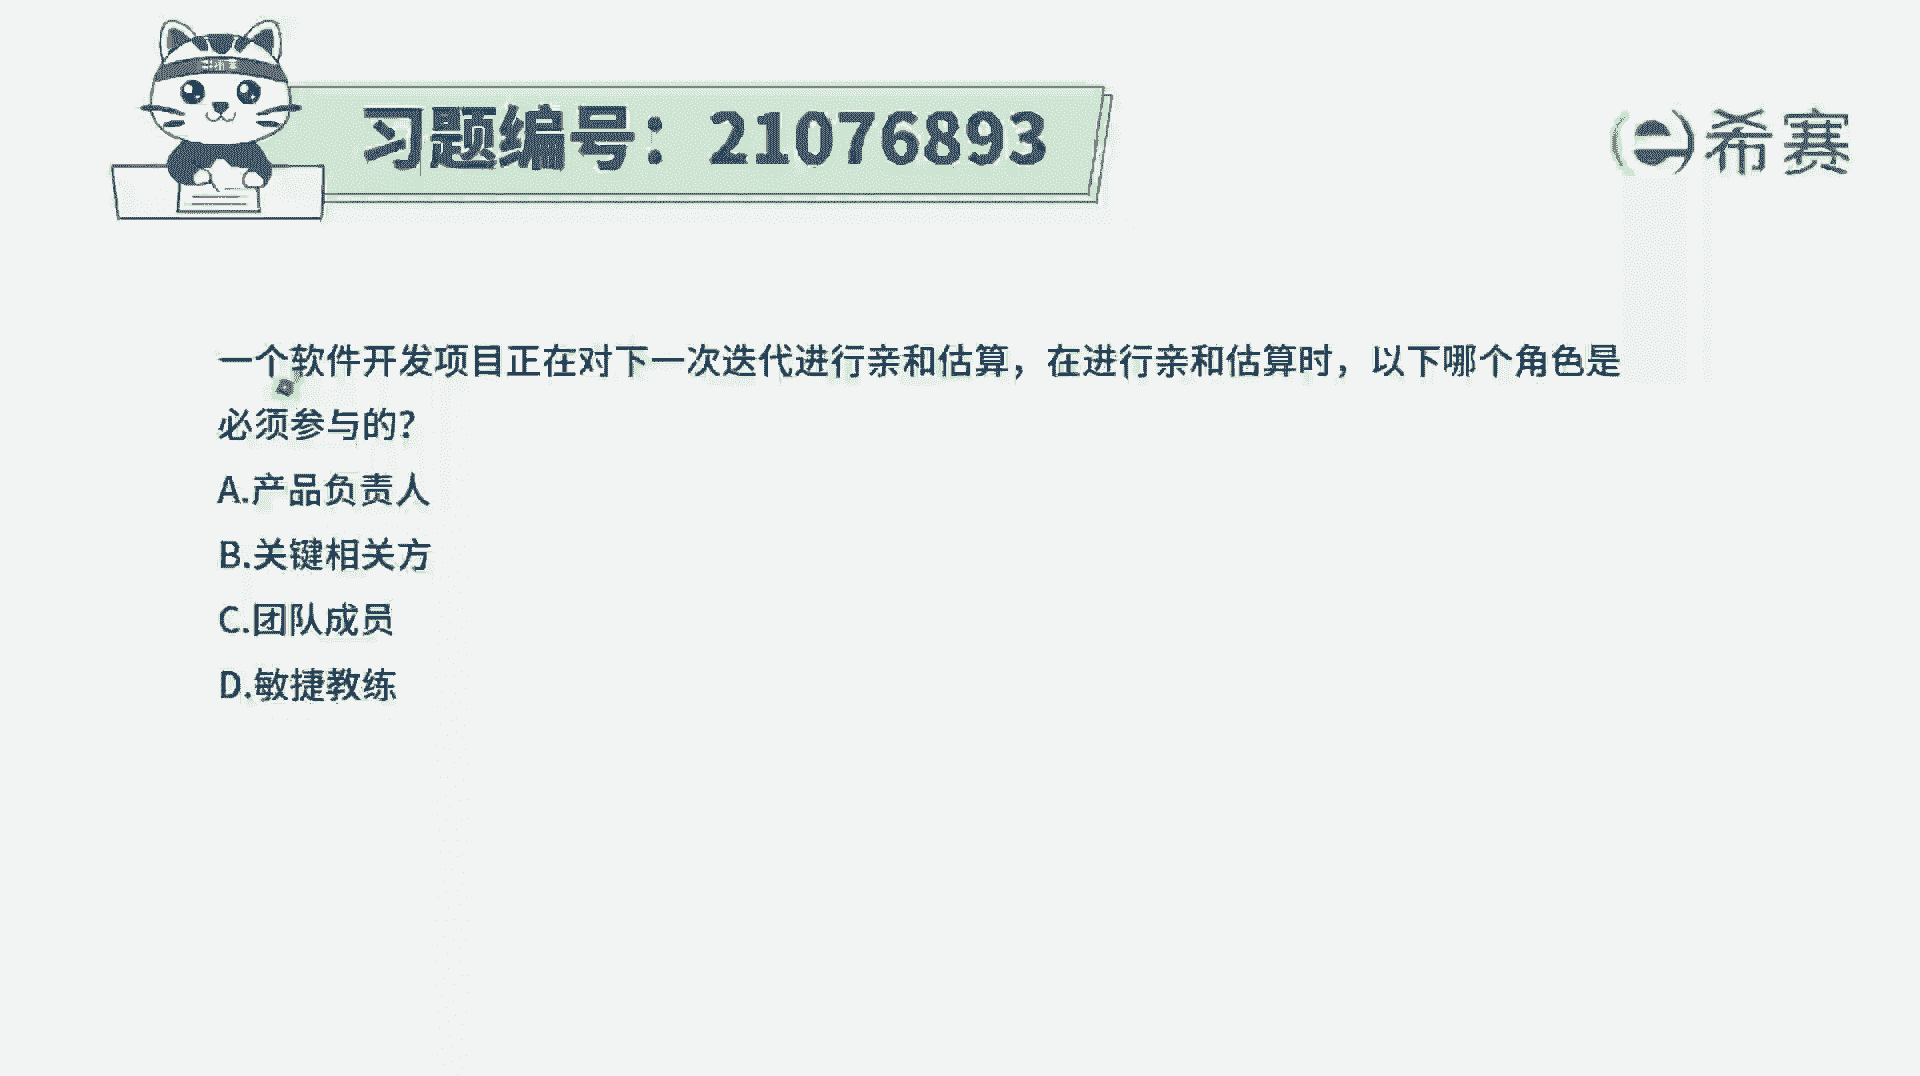 习题编号：21076893
希赛
一个软件开发项目正在对下一次迭代进行亲和估算，在进行亲和估算时，以下哪个角色是
必须参与的？
A.产品负责人
B.关键相关方
C.团队成员
D.敏捷教练